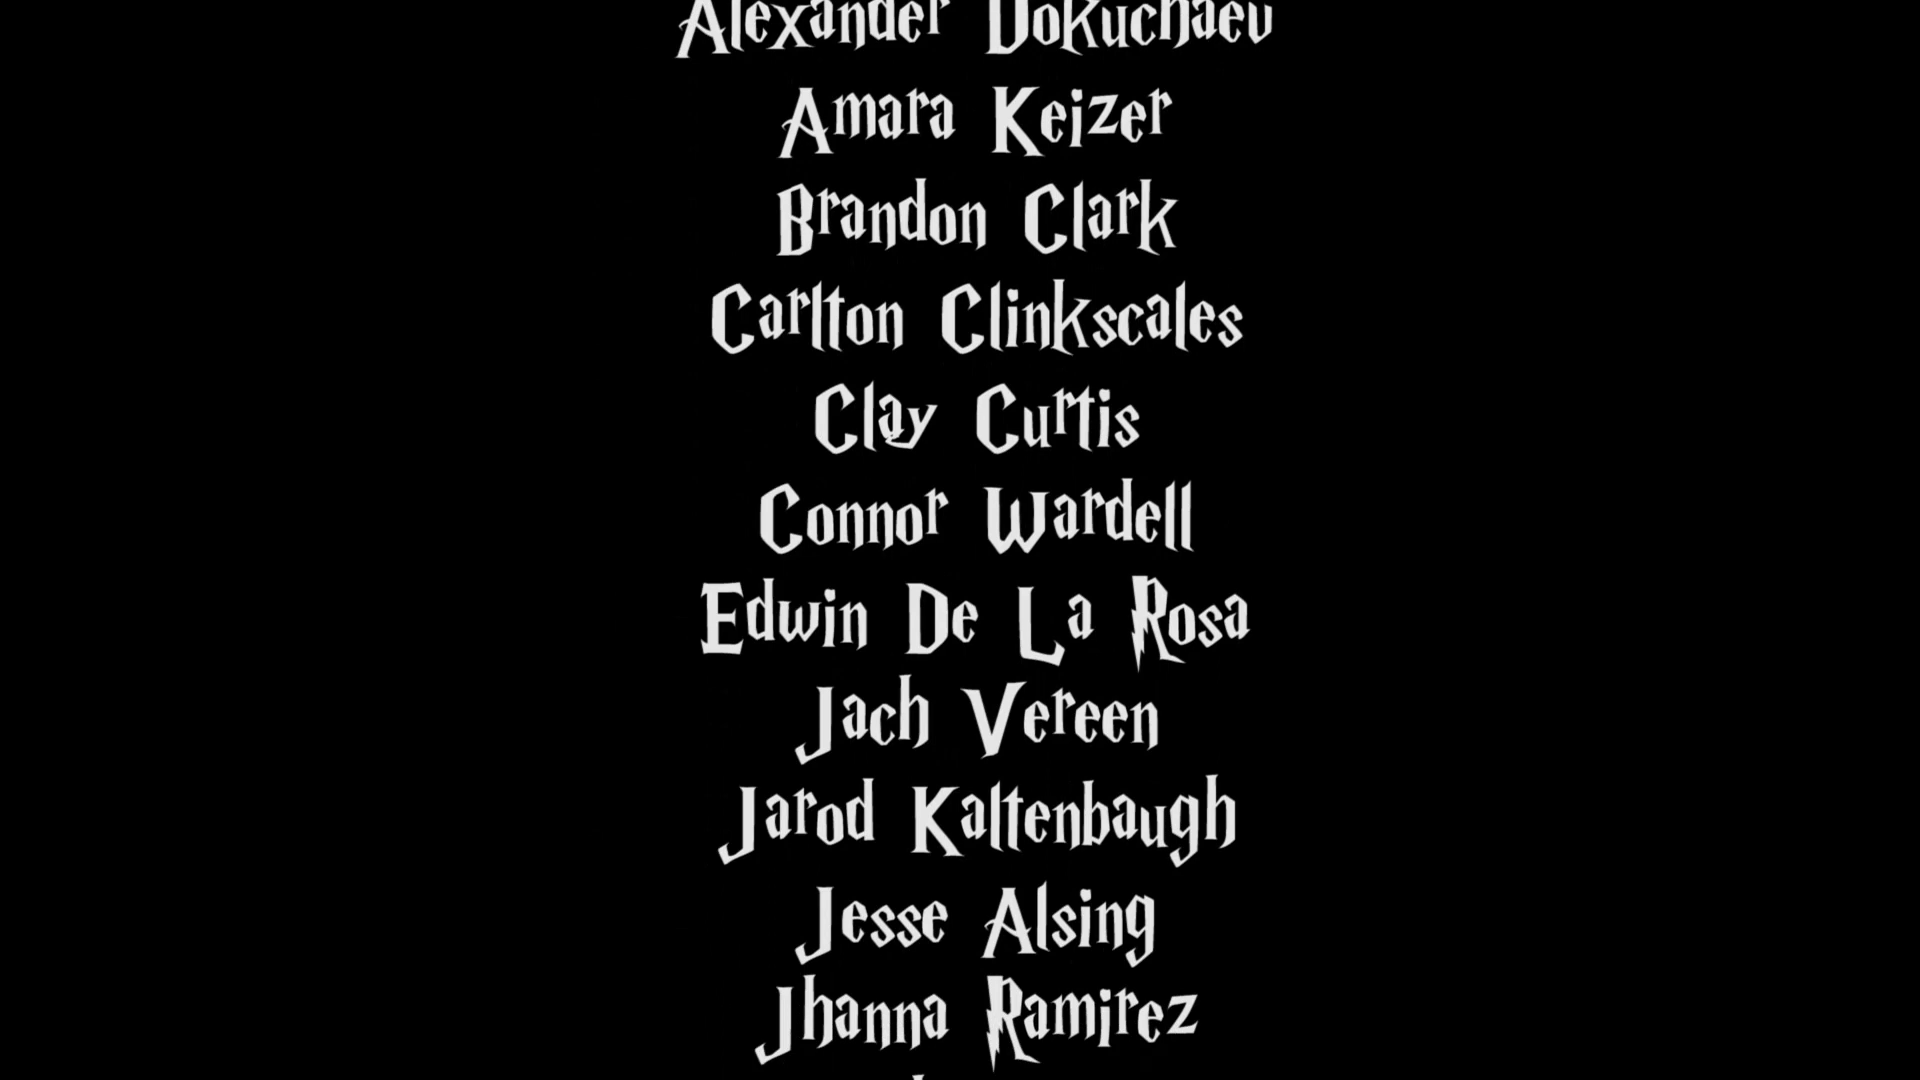 Alexander Dokuchaev
Amara Keizer
Brandon Clark
Carlton Clinkscales
Clay Curtis
Connor Wardell
Edwin De La Rosa
Jach Vereen
Jarod Kaltenbaugh
Jesse Alsing
Jhanna Ramirez